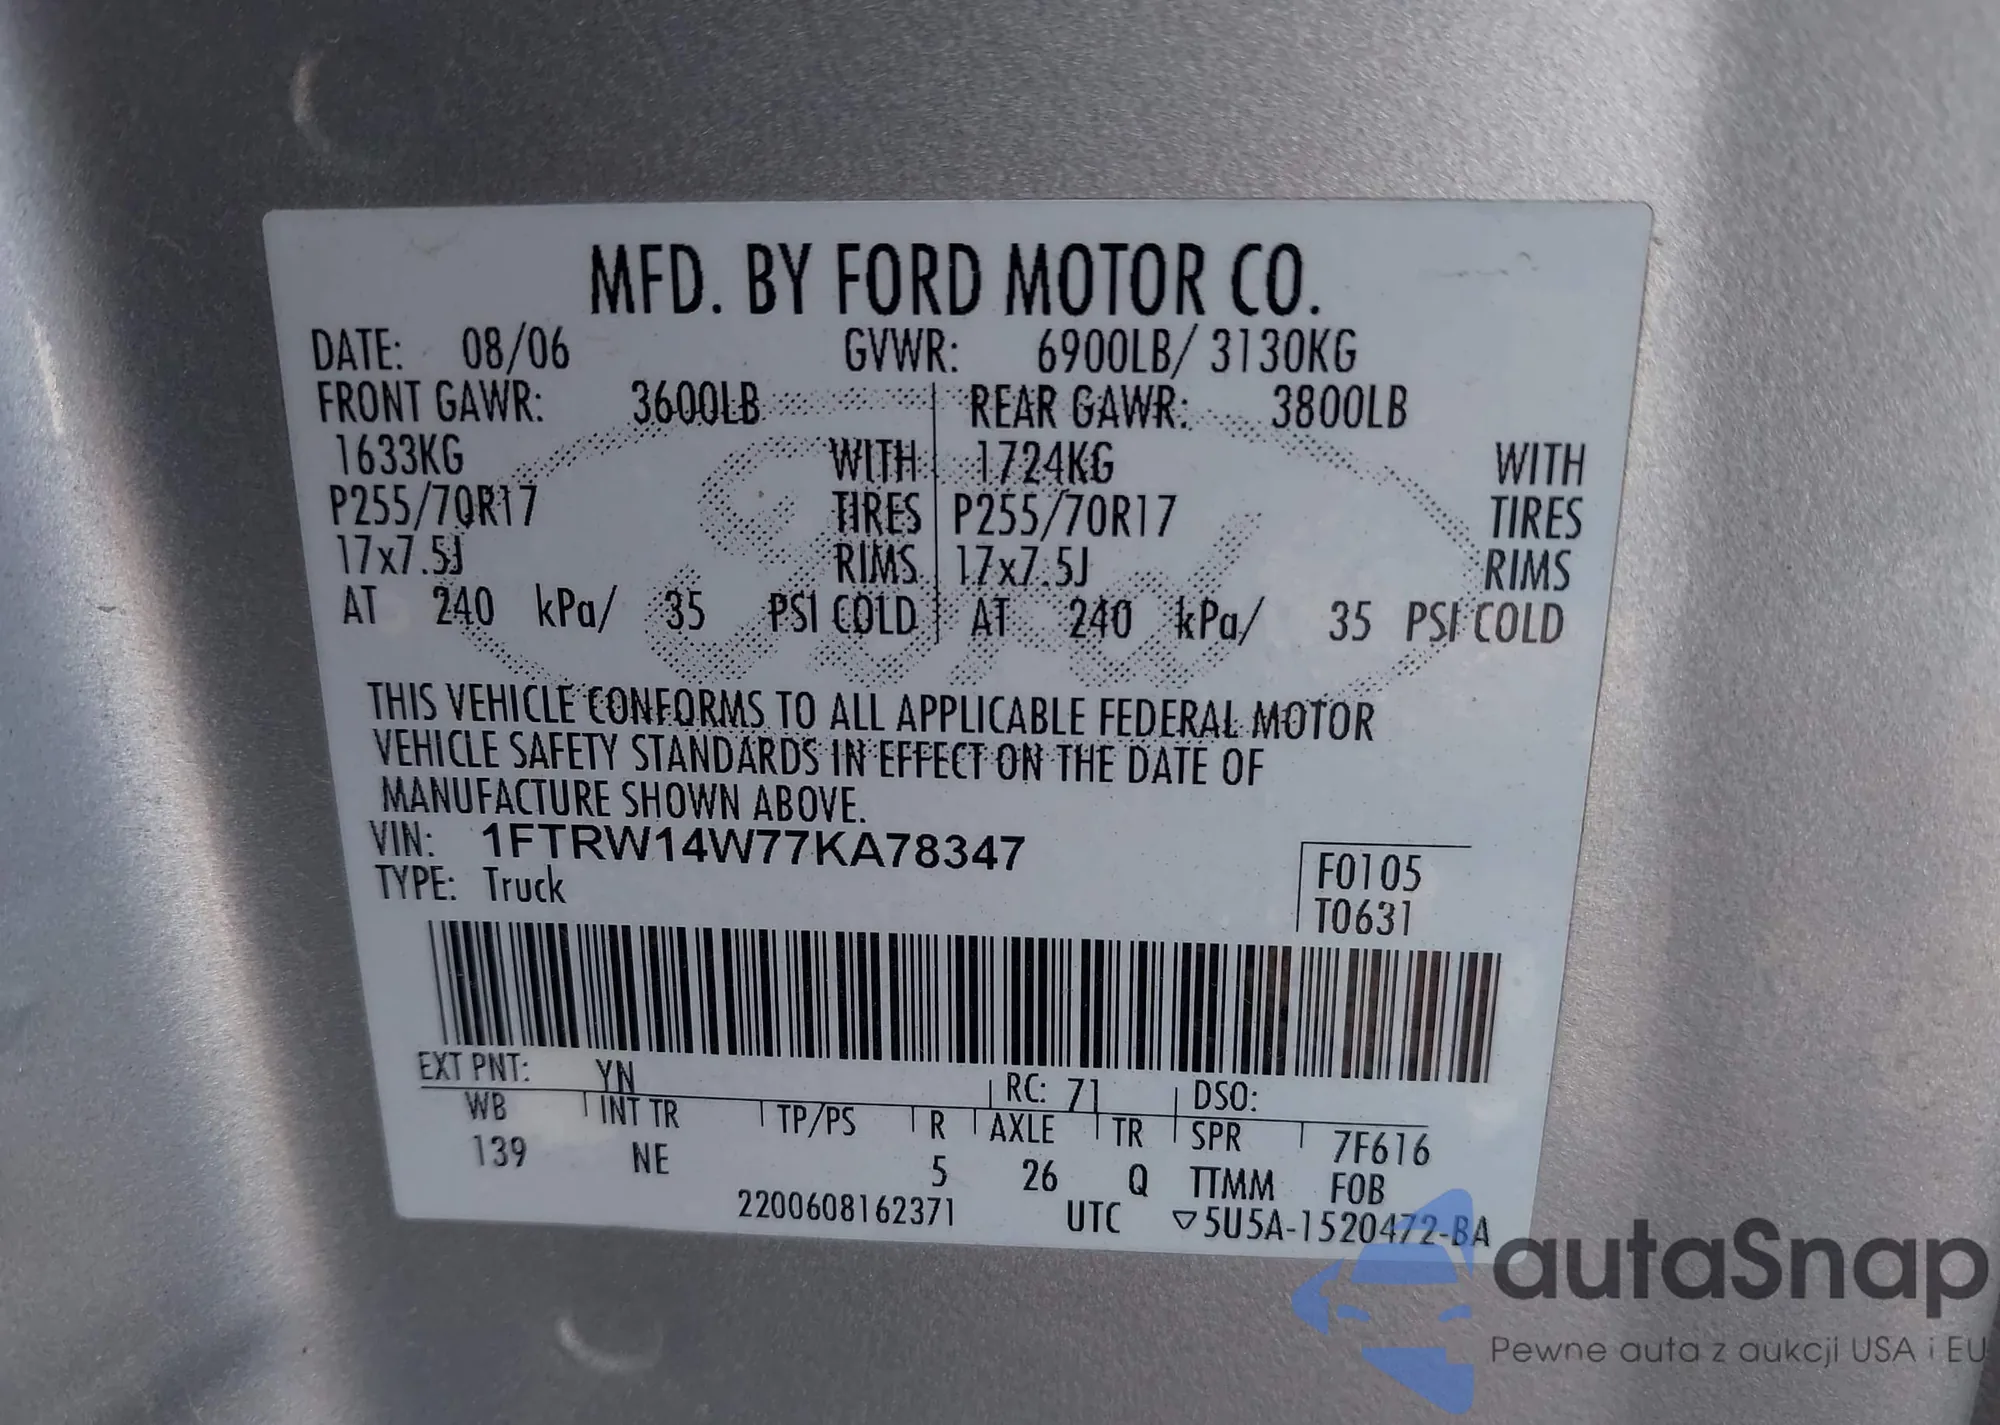 MFD. BY FORD MOTOR CO.
DATE: 08/06 GVWR: 6900LB/ 3130KG
FRONT GAWR: 3600LB REAR GAWR: 3800LB
1633KG WITH 1724KG WITH
P255/70R17 TIRES P255/70R17 TIRES
17x7.5J RIMS 17x7.5J RIMS
AT 240 kPa/ 35 PSI COLD AT 240 kPa/ 35 PSI COLD
Ford
THIS VEHICLE CONFORMS TO ALL APPLICABLE FEDERAL MOTOR
VEHICLE SAFETY STANDARDS IN EFFECT ON THE DATE OF
MANUFACTURE SHOWN ABOVE.
VIN: 1FTRW14W77KA78347
TYPE: Truck
F0105
T0631
EXT PNT: YN RC: 71 DSO:
WB INT TR TP/PS R AXLE TR SPR 7F616
139 NE 5 26 Q TTMM FOB
2200608162371 UTC ▽5U5A-1520472-BA
autaSnap
Pewne auta z aukcji USA i EU